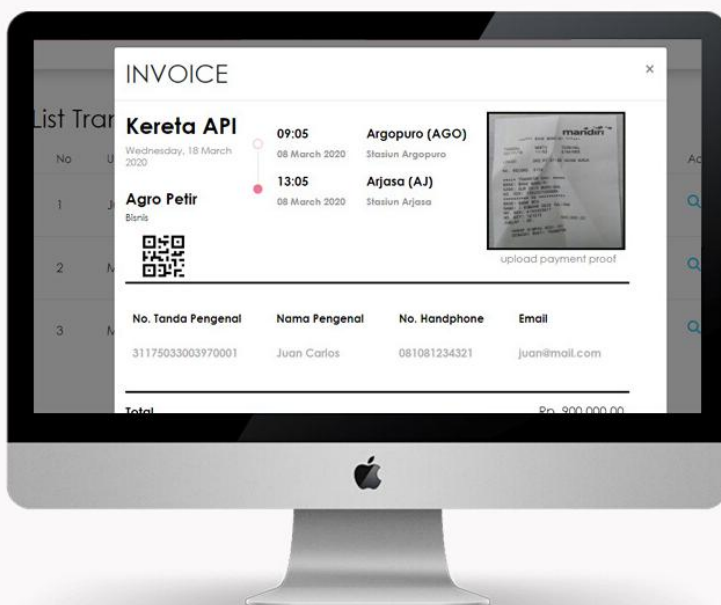 INVOICE
×
List Trar
No
U
Ac
1
J
2
M
3
M
Kereta API
Wednesday, 18 March
2020
Agro Petir
Bisnis
09:05
Argopuro (AGO)
08 March 2020
Stasiun Argopuro
13:05
Arjasa (AJ)
08 March 2020
Stasiun Arjasa
mandiri
upload payment proof
No. Tanda Pengenal
Nama Pengenal
No. Handphone
Email
31175033003970001
Juan Carlos
081081234321
juan@mail.com
Total
Rp. 900.000,00